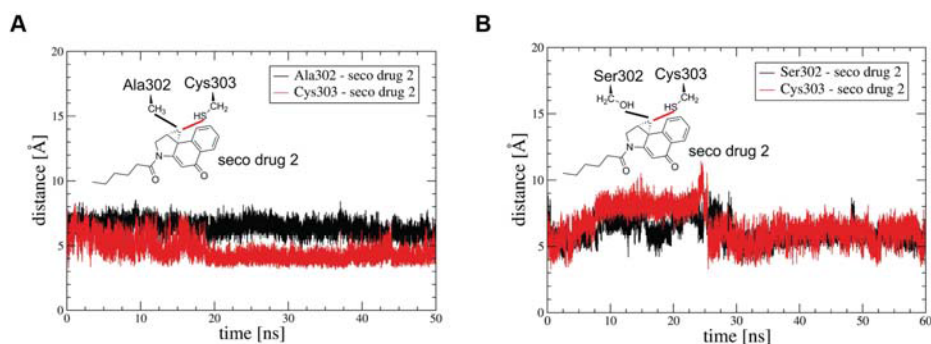 A
B
20
15
10
5
0
distance [Å]
Ala302
Cys303
CH₃
HS
CH₂
N
O
O
seco drug 2
Ala302 - seco drug 2
Cys303 - seco drug 2
0 10 20 30 40 50
time [ns]
20
15
10
5
0
distance [Å]
Ser302
Cys303
H₂C
OH
HS
CH₂
N
O
O
seco drug 2
Ser302 - seco drug 2
Cys303 - seco drug 2
0 10 20 30 40 50 60
time [ns]